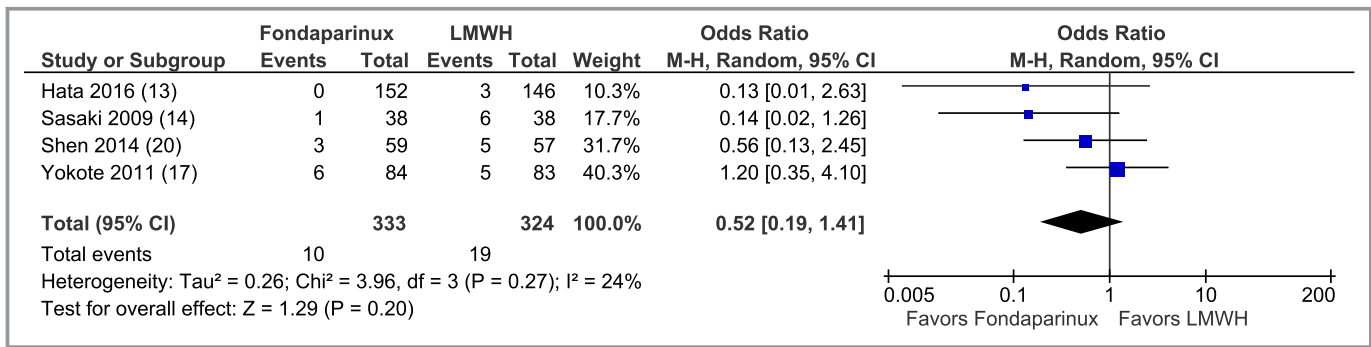 Fondaparinux LMWH Odds Ratio Odds Ratio
Study or Subgroup Events Total Events Total Weight M-H, Random, 95% CI M-H, Random, 95% CI
Hata 2016 (13) 0 152 3 146 10.3% 0.13 [0.01, 2.63]
Sasaki 2009 (14) 1 38 6 38 17.7% 0.14 [0.02, 1.26]
Shen 2014 (20) 3 59 5 57 31.7% 0.56 [0.13, 2.45]
Yokote 2011 (17) 6 84 5 83 40.3% 1.20 [0.35, 4.10]
Total (95% CI) 333 324 100.0% 0.52 [0.19, 1.41]
Total events 10 19
Heterogeneity: Tau² = 0.26; Chi² = 3.96, df = 3 (P = 0.27); I² = 24%
Test for overall effect: Z = 1.29 (P = 0.20)
0.005 0.1 1 10 200
Favors Fondaparinux Favors LMWH